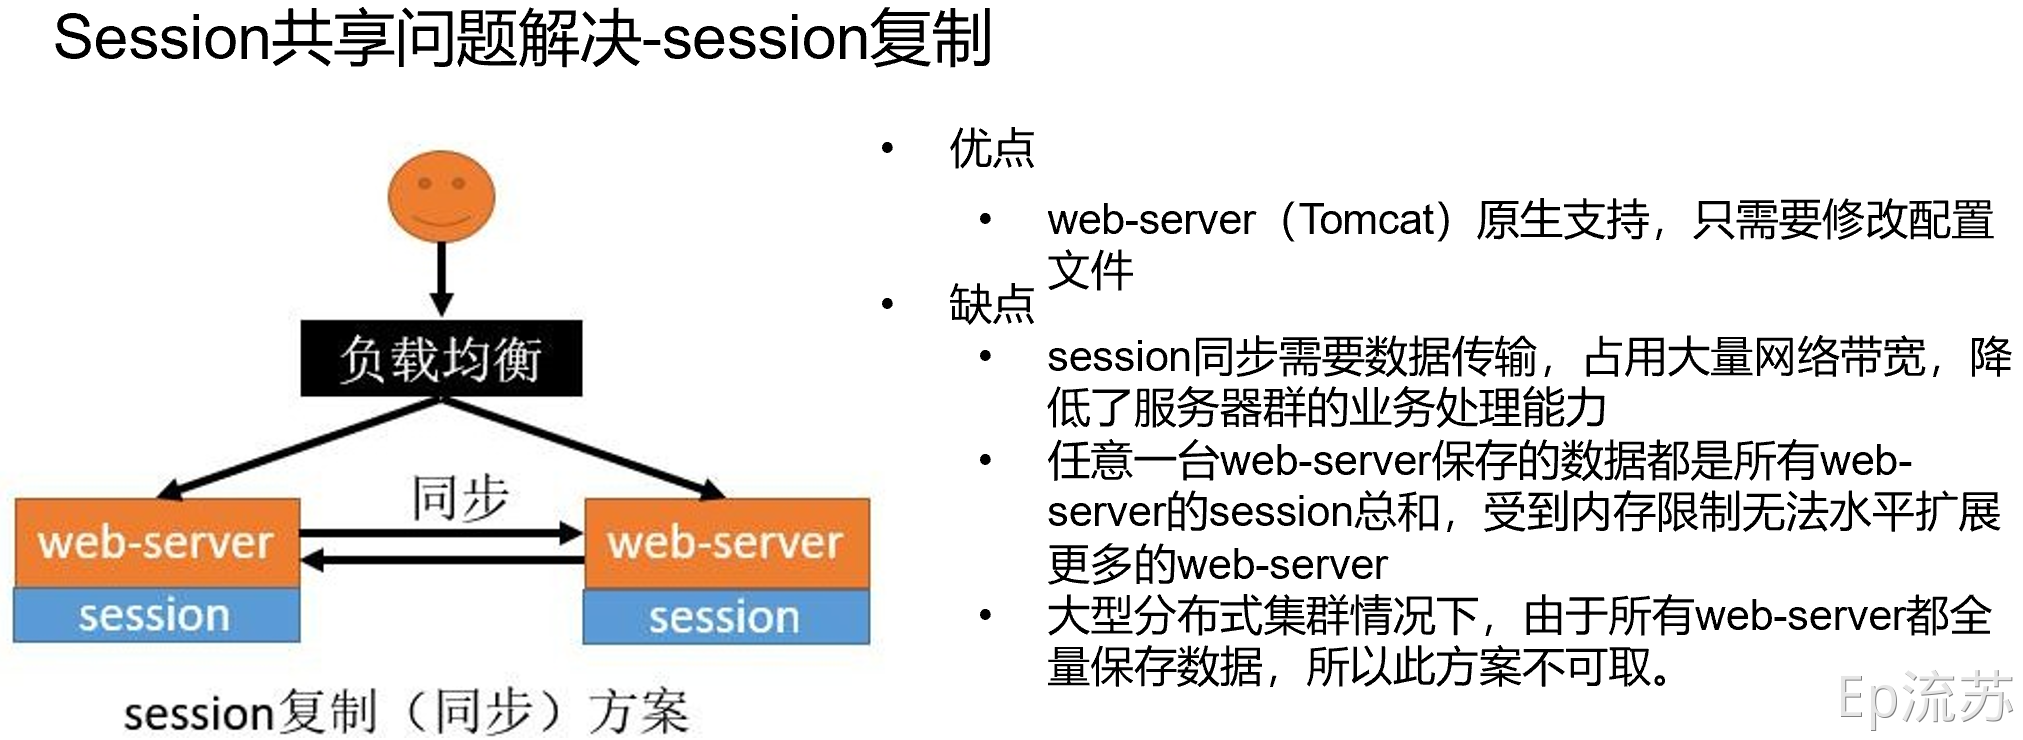 Session共享问题解决-session复制
负载均衡
同步
web-server
web-server
session
session
session复制（同步）方案
• 优点
• web-server（Tomcat）原生支持，只需要修改配置
文件
• 缺点
• session同步需要数据传输，占用大量网络带宽，降
低了服务器群的业务处理能力
• 任意一台web-server保存的数据都是所有web-
server的session总和，受到内存限制无法水平扩展
更多的web-server
• 大型分布式集群情况下，由于所有web-server都全
量保存数据，所以此方案不可取。
Ep流苏